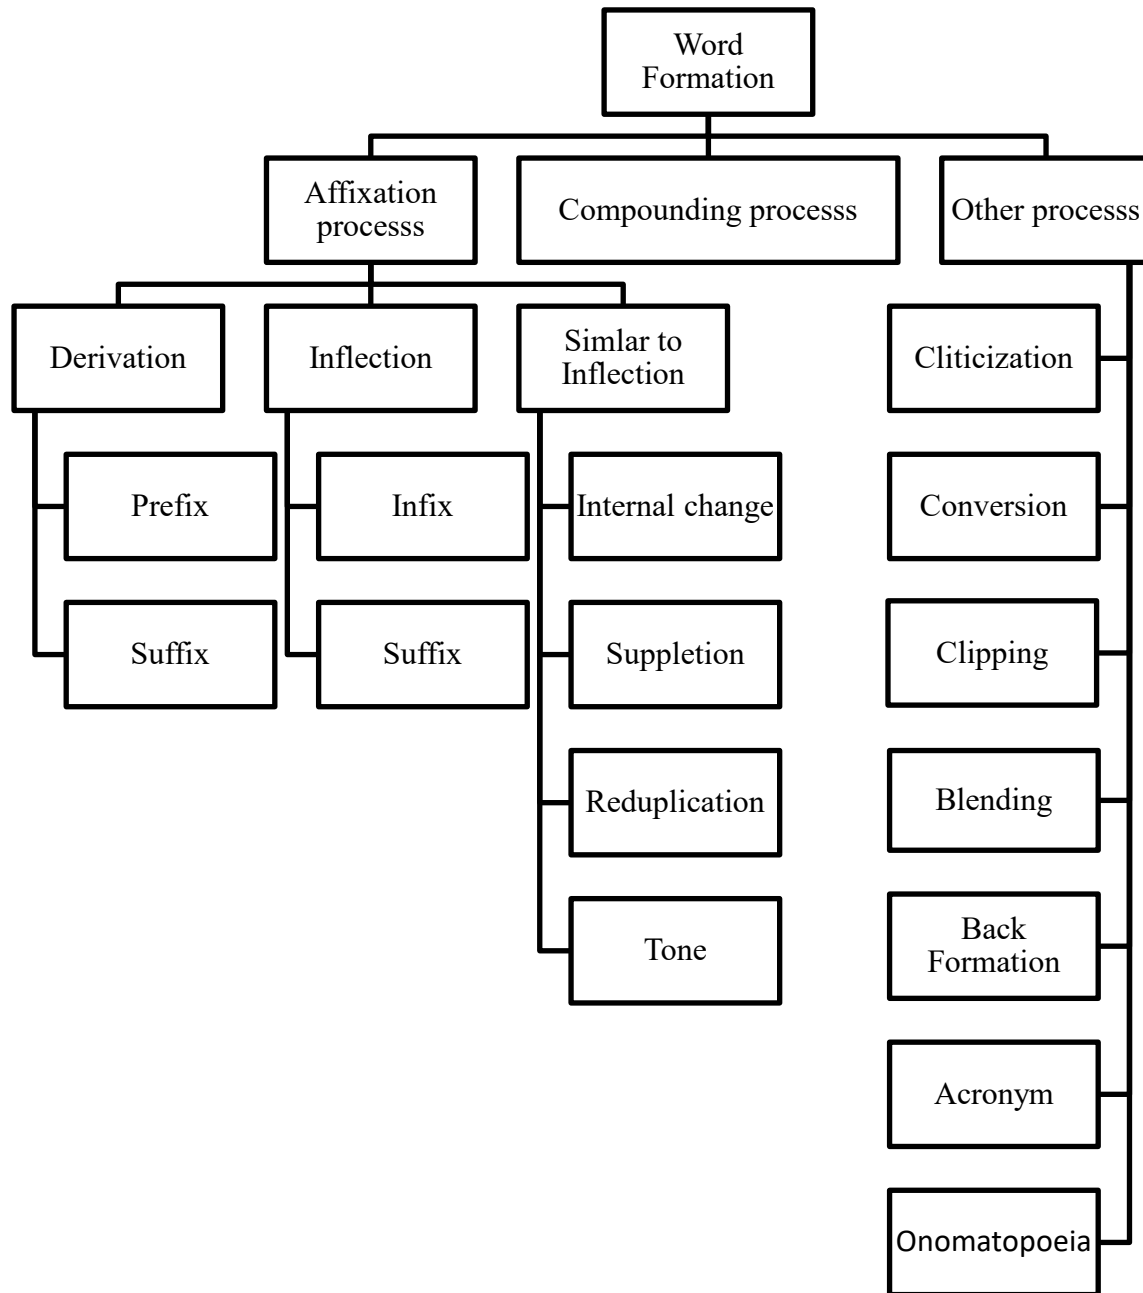 Word
Formation
Affixation
processs
Compounding processs
Other processs
Derivation
Inflection
Simlar to
Inflection
Cliticization
Prefix
Infix
Internal change
Conversion
Suffix
Suffix
Suppletion
Clipping
Reduplication
Blending
Tone
Back
Formation
Acronym
Onomatopoeia